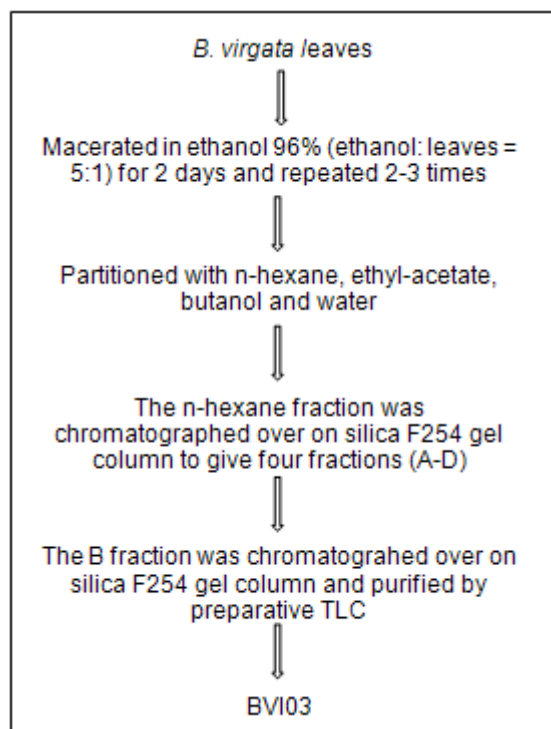 B. virgata leaves
Macerated in ethanol 96% (ethanol: leaves =
5:1) for 2 days and repeated 2-3 times
Partitioned with n-hexane, ethyl-acetate,
butanol and water
The n-hexane fraction was
chromatographed over on silica F254 gel
column to give four fractions (A-D)
The B fraction was chromatograhed over on
silica F254 gel column and purified by
preparative TLC
BVI03